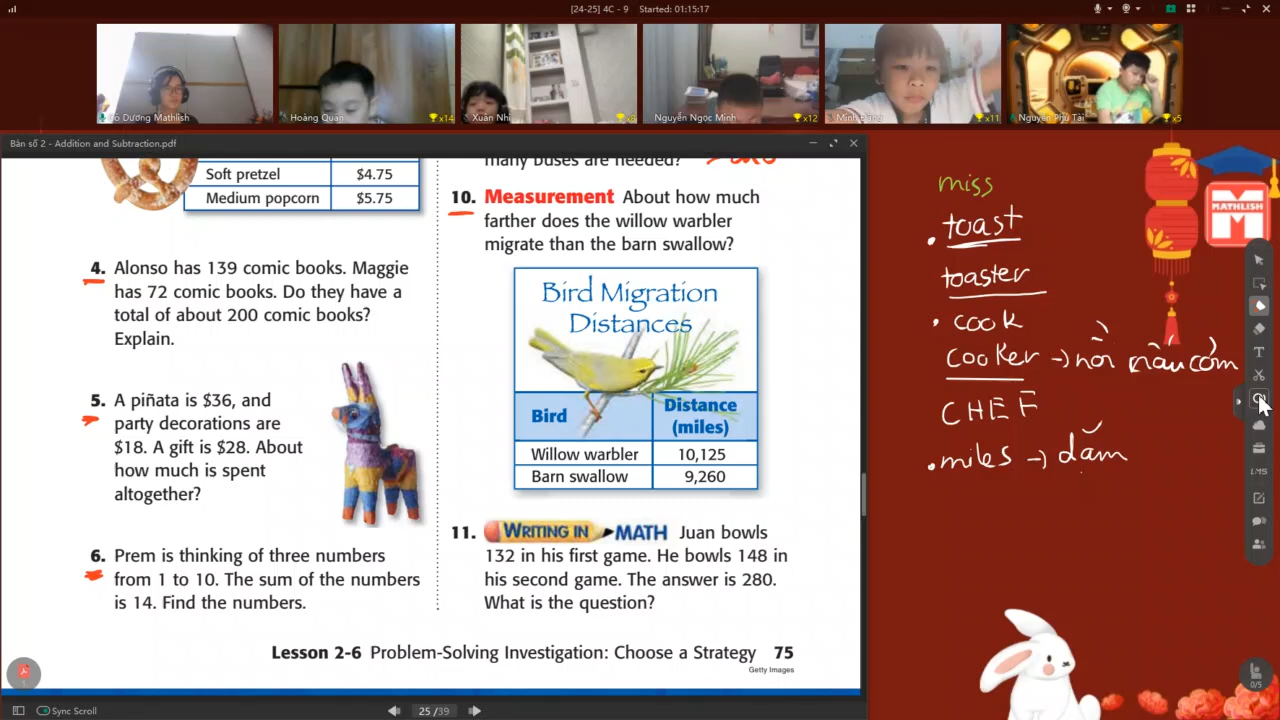 [24-25] 4C - 9 Started: 01:15:17
Cô Dương Mathlish
Hoàng Quân
x14
Xuân Nhi
Nguyễn Ngọc Minh
x12
Minh Đăng
x11
Nguyễn Phú Tài
x5
Bản số 2 - Addition and Subtraction.pdf
Soft pretzel $4.75
Medium popcorn $5.75
4. Alonso has 139 comic books. Maggie
has 72 comic books. Do they have a
total of about 200 comic books?
Explain.
5. A piñata is $36, and
party decorations are
$18. A gift is $28. About
how much is spent
altogether?
6. Prem is thinking of three numbers
from 1 to 10. The sum of the numbers
is 14. Find the numbers.
many buses are needed?
10. Measurement About how much
farther does the willow warbler
migrate than the barn swallow?
Bird Migration
Distances
Bird Distance
(miles)
Willow warbler 10,125
Barn swallow 9,260
11. WRITING IN MATH Juan bowls
132 in his first game. He bowls 148 in
his second game. The answer is 280.
What is the question?
Lesson 2-6 Problem-Solving Investigation: Choose a Strategy 75
Getty Images
Sync Scroll
25 /39
miss
. toast
toaster
. cook
cooker → nồi nấu cơm
CHEF
. miles → dặm
MATHLISH
LMS
0/5